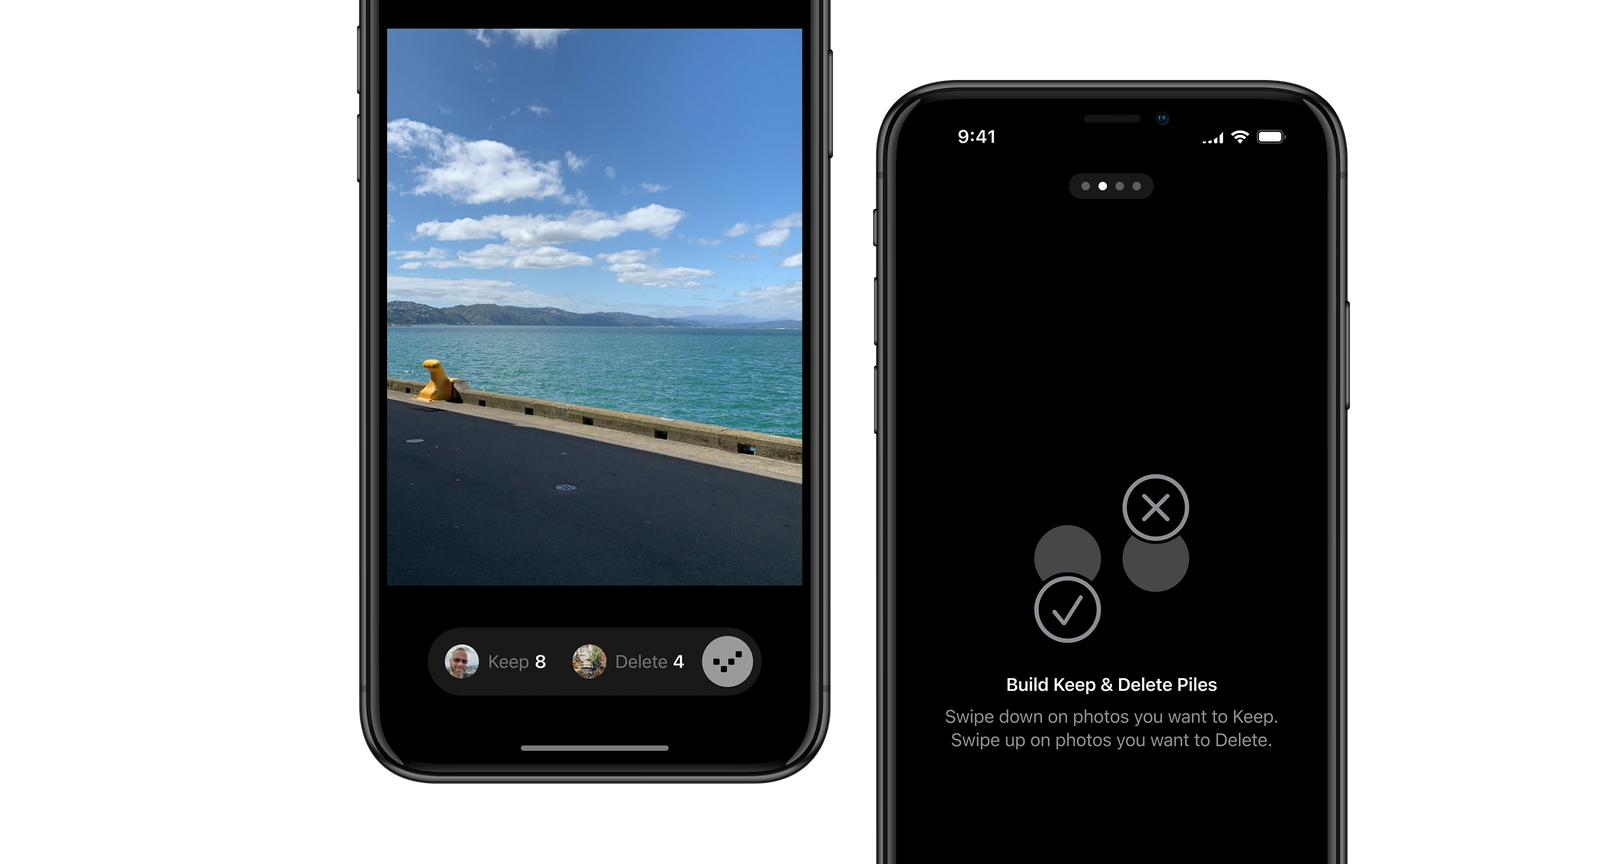 Keep 8
Delete 4
9:41
Build Keep & Delete Piles
Swipe down on photos you want to Keep.
Swipe up on photos you want to Delete.